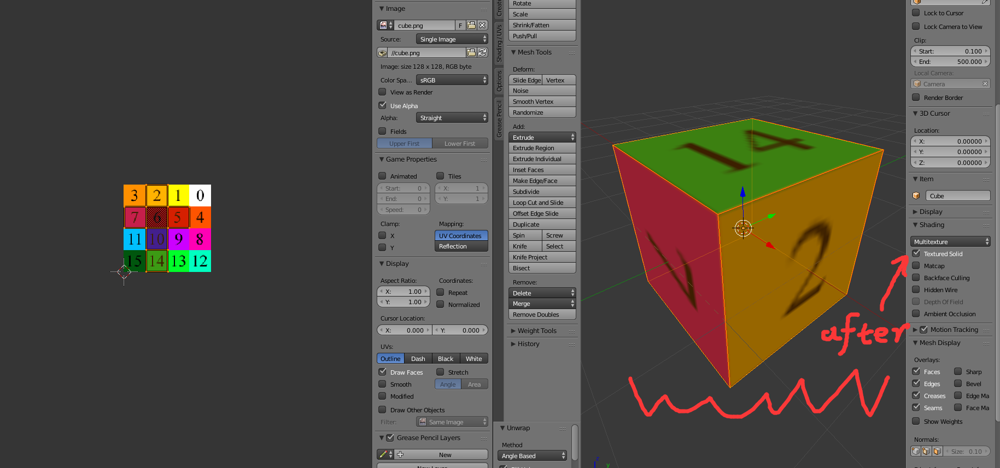 3 2 1 0
7 6 5 4
11 10 9 8
15 14 13 12
Image
cube.png
F
Source:
Single Image
//cube.png
Image: size 128 x 128, RGB byte
Color Spa...
sRGB
View as Render
Use Alpha
Alpha:
Straight
Fields
Upper First
Lower First
Game Properties
Animated
Tiles
Start: 0
X: 1
End: 0
Y: 1
Speed: 0
Clamp:
Mapping:
X
UV Coordinates
Y
Reflection
Display
Aspect Ratio:
Coordinates:
X: 1.00
Repeat
Y: 1.00
Normalized
Cursor Location:
X: 0.000
Y: 0.000
UVs:
Outline
Dash
Black
White
Draw Faces
Stretch
Smooth
Angle
Area
Modified
Draw Other Objects
Filter:
Same Image
Grease Pencil Layers
New
New Layer
Create
Shading / UVs
Options
Grease Pencil
Rotate
Scale
Shrink/Fatten
Push/Pull
Mesh Tools
Deform:
Slide Edge
Vertex
Noise
Smooth Vertex
Randomize
Add:
Extrude
Extrude Region
Extrude Individual
Inset Faces
Make Edge/Face
Subdivide
Loop Cut and Slide
Offset Edge Slide
Duplicate
Spin
Screw
Knife
Select
Knife Project
Bisect
Remove:
Delete
Merge
Remove Doubles
Weight Tools
History
Unwrap
Method
Angle Based
14
7
2
after
z
y
Lock to Cursor
Lock Camera to View
Clip:
Start: 0.100
End: 500.000
Local Camera:
Camera
Render Border
3D Cursor
Location:
X: 0.00000
Y: 0.00000
Z: 0.00000
Item
Cube
Display
Shading
Multitexture
Textured Solid
Matcap
Backface Culling
Hidden Wire
Depth Of Field
Ambient Occlusion
Motion Tracking
Mesh Display
Overlays:
Faces
Sharp
Edges
Bevel
Creases
Edge Ma
Seams
Face Ma
Show Weights
Normals:
Size: 0.10